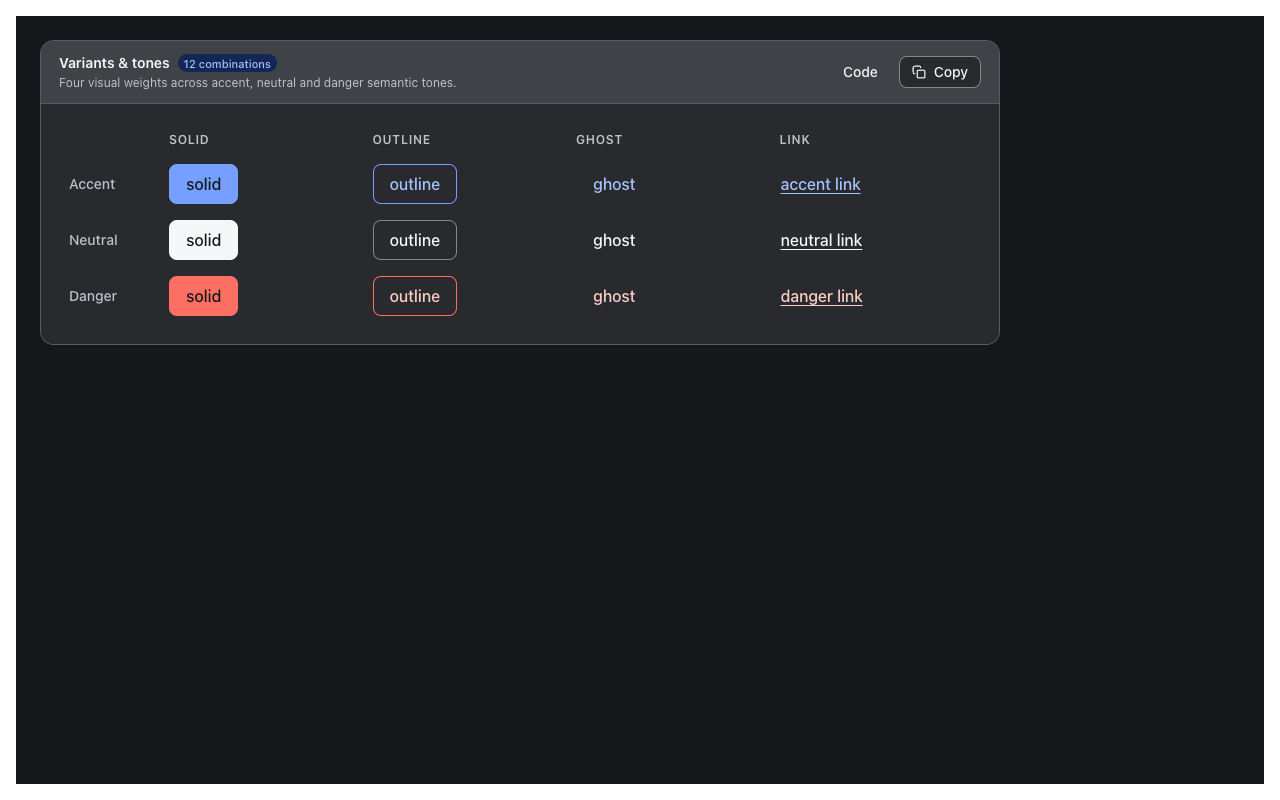 Variants & tones 12 combinations
Four visual weights across accent, neutral and danger semantic tones.
Code Copy
SOLID OUTLINE GHOST LINK
Accent solid outline ghost accent link
Neutral solid outline ghost neutral link
Danger solid outline ghost danger link